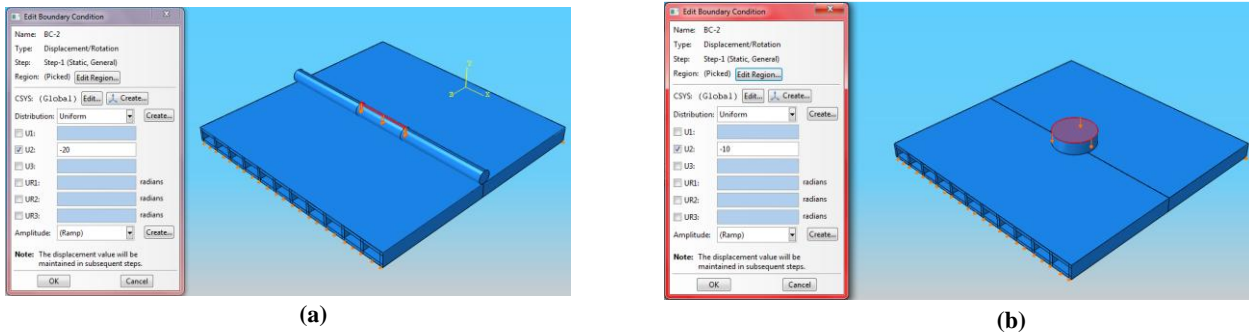 Edit Boundary Condition
Name: BC-2
Type: Displacement/Rotation
Step: Step-1 (Static, General)
Region: (Picked) Edit Region...
CSYS: (Global) Edit... Create...
Distribution: Uniform Create...
U1:
U2: -20
U3:
UR1: radians
UR2: radians
UR3: radians
Amplitude: (Ramp) Create...
Note: The displacement value will be
maintained in subsequent steps.
OK Cancel
(a)
Edit Boundary Condition
Name: BC-2
Type: Displacement/Rotation
Step: Step-1 (Static, General)
Region: (Picked) Edit Region...
CSYS: (Global) Edit... Create...
Distribution: Uniform Create...
U1:
U2: -10
U3:
UR1: radians
UR2: radians
UR3: radians
Amplitude: (Ramp) Create...
Note: The displacement value will be
maintained in subsequent steps.
OK Cancel
(b)